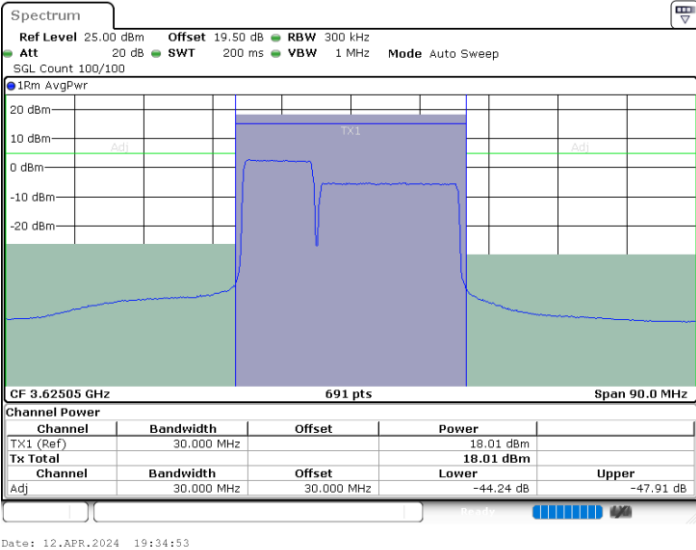 Spectrum
Ref Level 25.00 dBm Offset 19.50 dB RBW 300 kHz
Att 20 dB SWT 200 ms VBW 1 MHz Mode Auto Sweep
SGL Count 100/100
1Rm AvgPwr
20 dBm
TX1
10 dBm
Adj Adj
0 dBm
-10 dBm
-20 dBm
CF 3.62505 GHz 691 pts Span 90.0 MHz
Channel Power
Channel Bandwidth Offset Power
TX1 (Ref) 30.000 MHz 18.01 dBm
Tx Total 18.01 dBm
Channel Bandwidth Offset Lower Upper
Adj 30.000 MHz 30.000 MHz -44.24 dB -47.91 dB
Ready
Date: 12.APR.2024 19:34:53